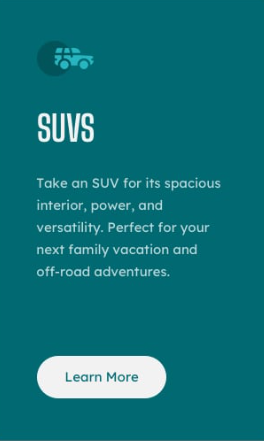 SUVS
Take an SUV for its spacious
interior, power, and
versatility. Perfect for your
next family vacation and
off-road adventures.
Learn More